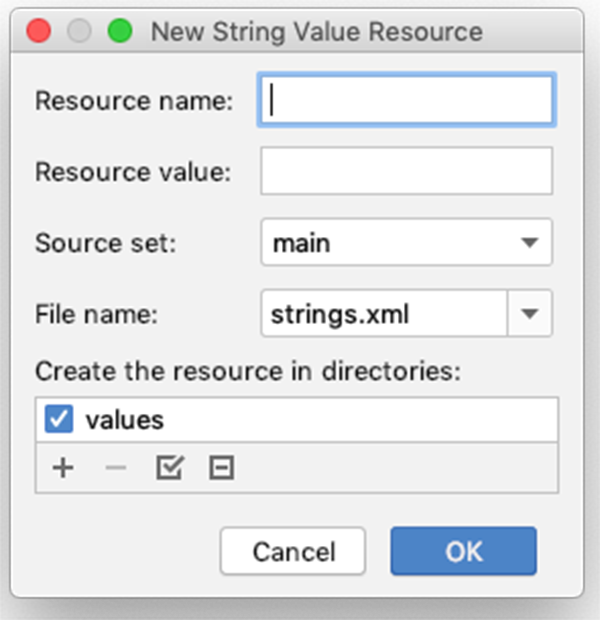 New String Value Resource
Resource name:
Resource value:
Source set: main
File name: strings.xml
Create the resource in directories:
values
Cancel OK